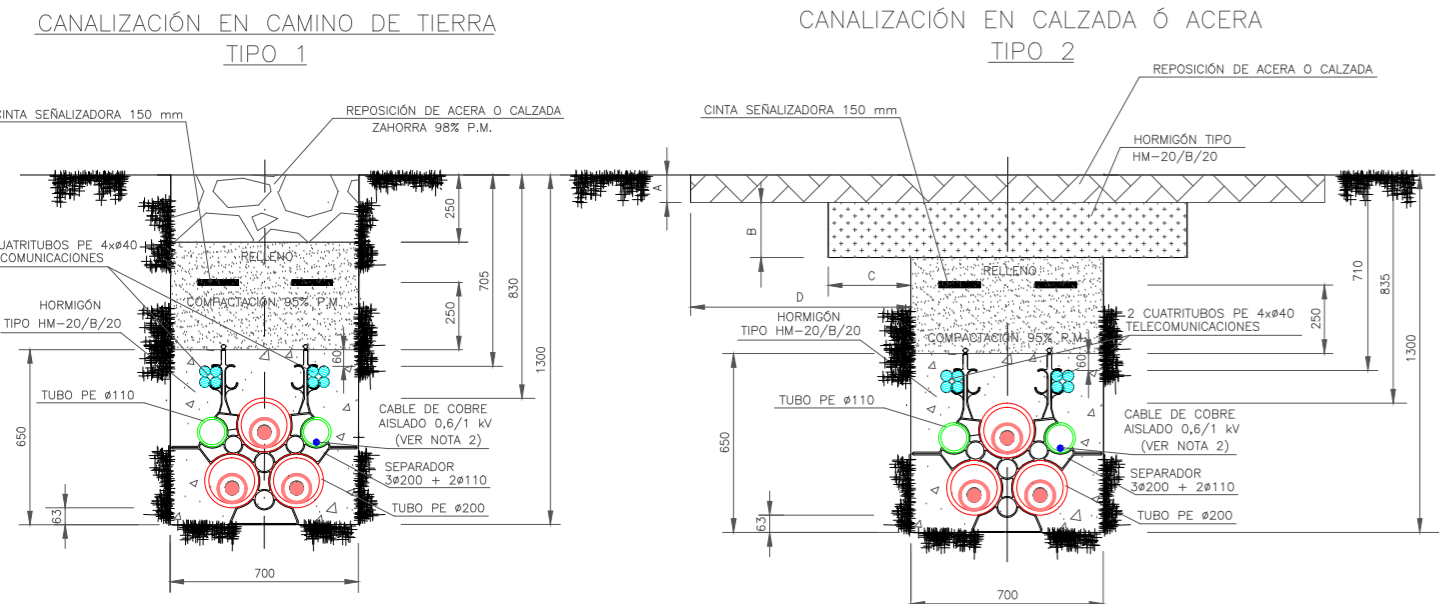 CANALIZACIÓN EN CAMINO DE TIERRA
TIPO 1
CINTA SEÑALIZADORA 150 mm
REPOSICIÓN DE ACERA O CALZADA
ZAHORRA 98% P.M.
250
705
830
1300
RELLENO
COMPACTACIÓN 95% P.M.
250
60
UATRITUBOS PE 4xø40
ECOMUNICACIONES
HORMIGÓN
TIPO HM-20/B/20
TUBO PE ø110
650
63
CABLE DE COBRE
AISLADO 0,6/1 kV
(VER NOTA 2)
SEPARADOR
3ø200 + 2ø110
TUBO PE ø200
700
CANALIZACIÓN EN CALZADA Ó ACERA
TIPO 2
REPOSICIÓN DE ACERA O CALZADA
CINTA SEÑALIZADORA 150 mm
HORMIGÓN TIPO
HM-20/B/20
A
B
C
D
RELLENO
COMPACTACIÓN 95% P.M.
710
835
250
1300
60
HORMIGÓN
TIPO HM-20/B/20
2 CUATRITUBOS PE 4xø40
TELECOMUNICACIONES
TUBO PE ø110
650
63
CABLE DE COBRE
AISLADO 0,6/1 kV
(VER NOTA 2)
SEPARADOR
3ø200 + 2ø110
TUBO PE ø200
700